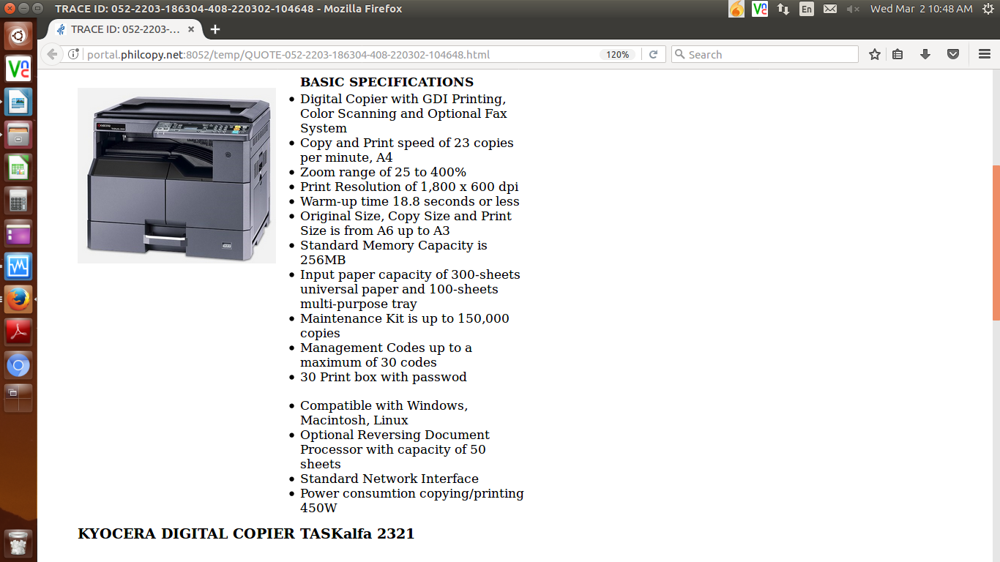 TRACE ID: 052-2203-186304-408-220302-104648 - Mozilla Firefox
En
Wed Mar 2 10:48 AM
TRACE ID: 052-2203-...
portal.philcopy.net:8052/temp/QUOTE-052-2203-186304-408-220302-104648.html
120%
Search
BASIC SPECIFICATIONS
Digital Copier with GDI Printing,
Color Scanning and Optional Fax
System
Copy and Print speed of 23 copies
per minute, A4
Zoom range of 25 to 400%
Print Resolution of 1,800 x 600 dpi
Warm-up time 18.8 seconds or less
Original Size, Copy Size and Print
Size is from A6 up to A3
Standard Memory Capacity is
256MB
Input paper capacity of 300-sheets
universal paper and 100-sheets
multi-purpose tray
Maintenance Kit is up to 150,000
copies
Management Codes up to a
maximum of 30 codes
30 Print box with passwod
Compatible with Windows,
Macintosh, Linux
Optional Reversing Document
Processor with capacity of 50
sheets
Standard Network Interface
Power consumtion copying/printing
450W
KYOCERA DIGITAL COPIER TASKalfa 2321